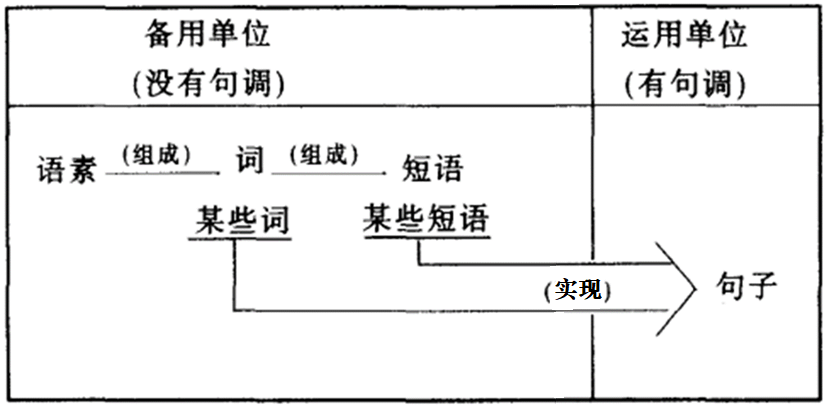 备用单位
(没有句调)
运用单位
(有句调)
语素 (组成) 词 (组成) 短语
某些词 某些短语
(实现)
句子